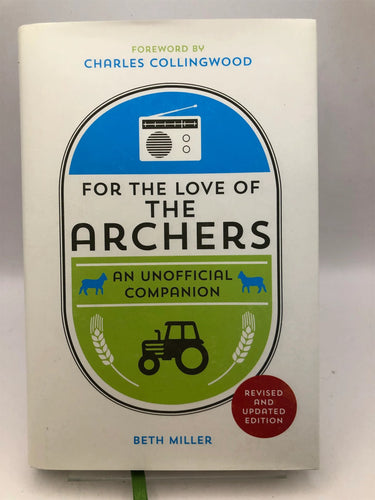 FOREWORD BY
CHARLES COLLINGWOOD
FOR THE LOVE OF
THE
ARCHERS
AN UNOFFICIAL
COMPANION
REVISED
AND
UPDATED
EDITION
BETH MILLER